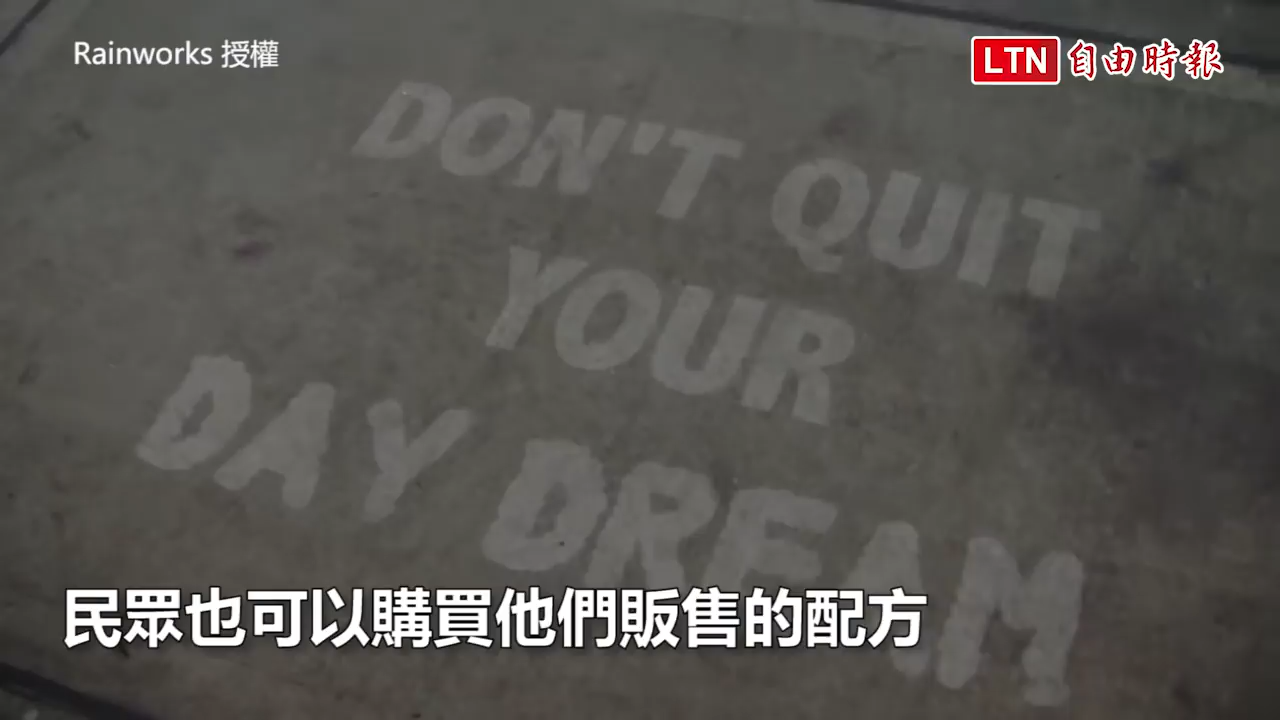 Rainworks 授權
LTN 自由時報
DON'T QUIT
YOUR
DAY DREAM
民眾也可以購買他們販售的配方